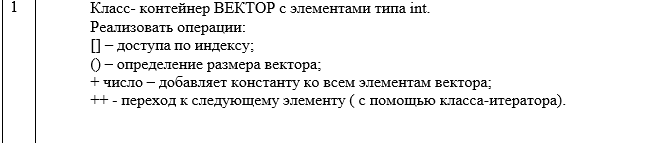 1 Класс- контейнер ВЕКТОР с элементами типа int.
Реализовать операции:
[] – доступа по индексу;
() – определение размера вектора;
+ число – добавляет константу ко всем элементам вектора;
++ - переход к следующему элементу ( с помощью класса-итератора).